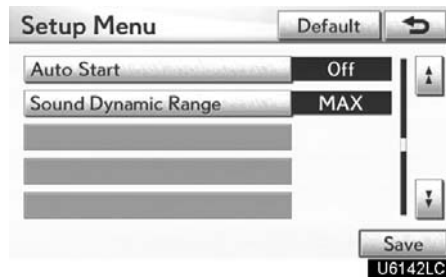 Setup Menu Default
Auto Start Off
Sound Dynamic Range MAX
Save
U6142LC